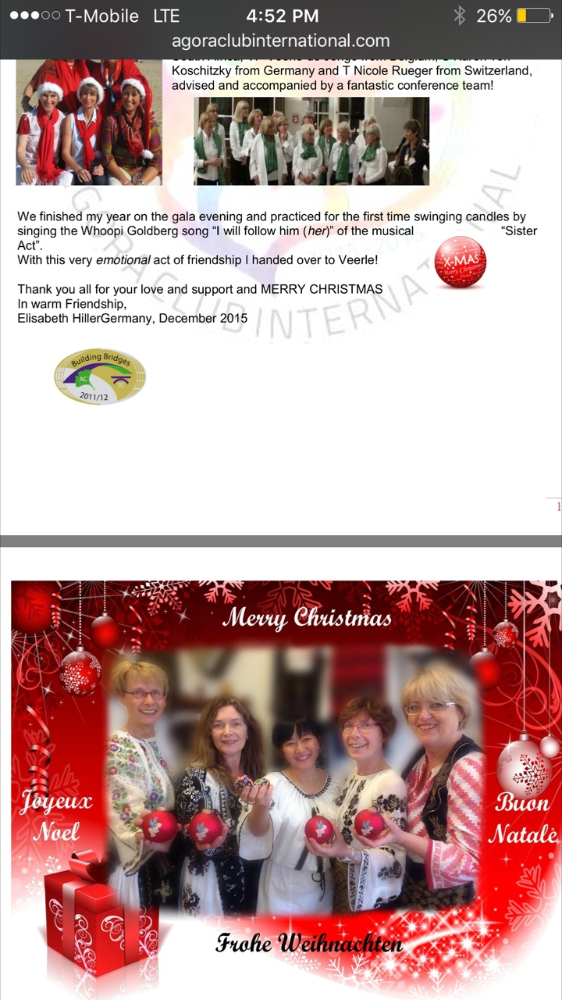 T-Mobile LTE 4:52 PM 26%
agoraclubinternational.com
Koschitzky from Germany and T Nicole Rueger from Switzerland,
advised and accompanied by a fantastic conference team!
We finished my year on the gala evening and practiced for the first time swinging candles by
singing the Whoopi Goldberg song “I will follow him (her)” of the musical “Sister
Act”.
With this very emotional act of friendship I handed over to Veerle!
X-MAS
Merry Christmas
Thank you all for your love and support and MERRY CHRISTMAS
In warm Friendship,
Elisabeth HillerGermany, December 2015
AGORACLUBINTERNATIONAL
Building Bridges
AC
TC
2011/12
1
Merry Christmas
Joyeux
Noel
Buon
Natale
Frohe Weihnachten